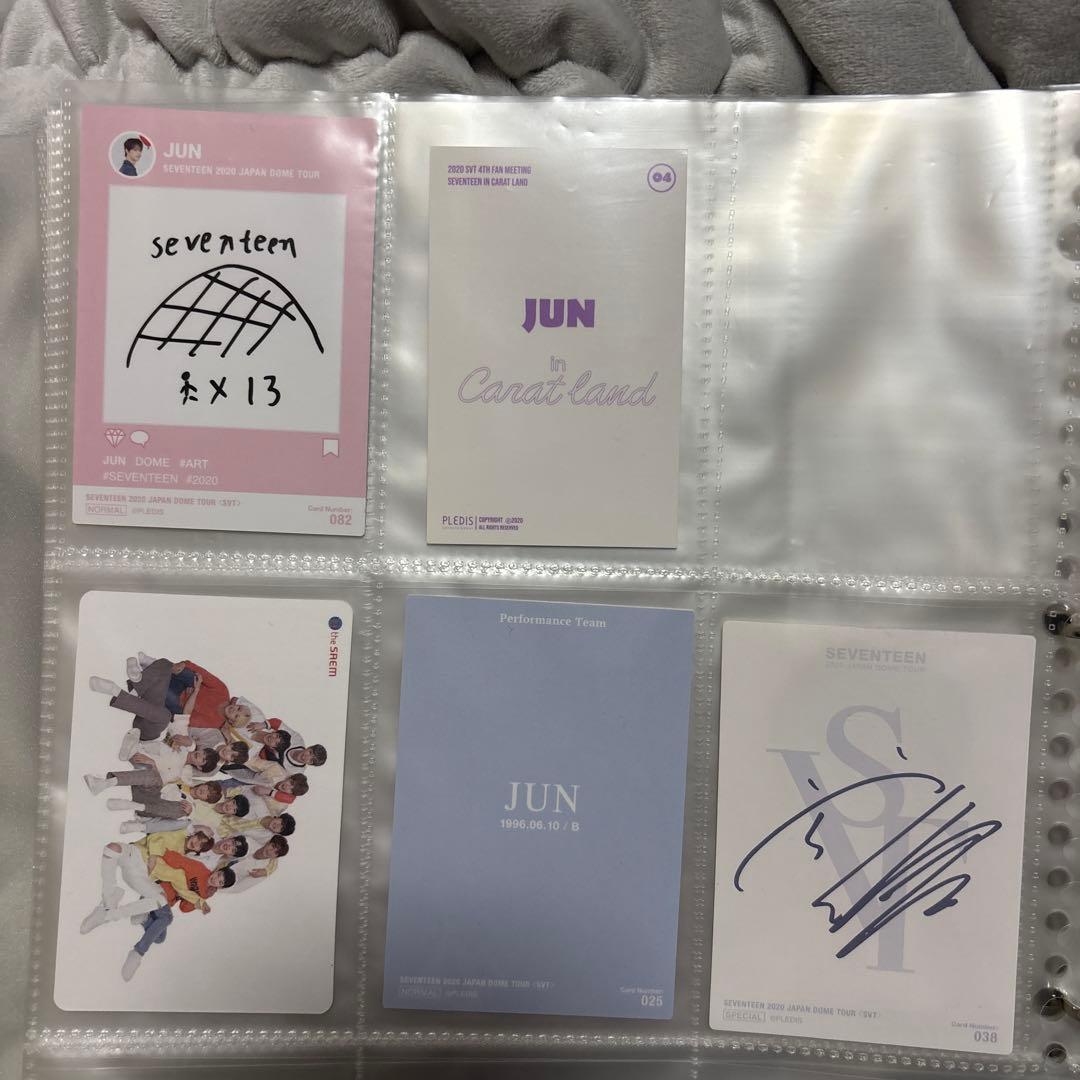 JUN
SEVENTEEN 2020 JAPAN DOME TOUR
seventeen
X 13
JUN DOME #ART
#SEVENTEEN #2020
SEVENTEEN 2020 JAPAN DOME TOUR <SVT>
NORMAL ©PLEDIS
Card Number:
082
2020 SVT 4TH FAN MEETING
SEVENTEEN IN CARAT LAND
04
JUN
in
Carat land
PLEDIS
COPYRIGHT ©2020
ALL RIGHTS RESERVED
the SAEM
Performance Team
JUN
1996.06.10 / B
SEVENTEEN 2020 JAPAN DOME TOUR <SVT>
NORMAL ©PLEDIS
Card Number:
025
SEVENTEEN
2020 JAPAN DOME TOUR
SVT
SEVENTEEN 2020 JAPAN DOME TOUR <SVT>
SPECIAL ©PLEDIS
Card Number:
038